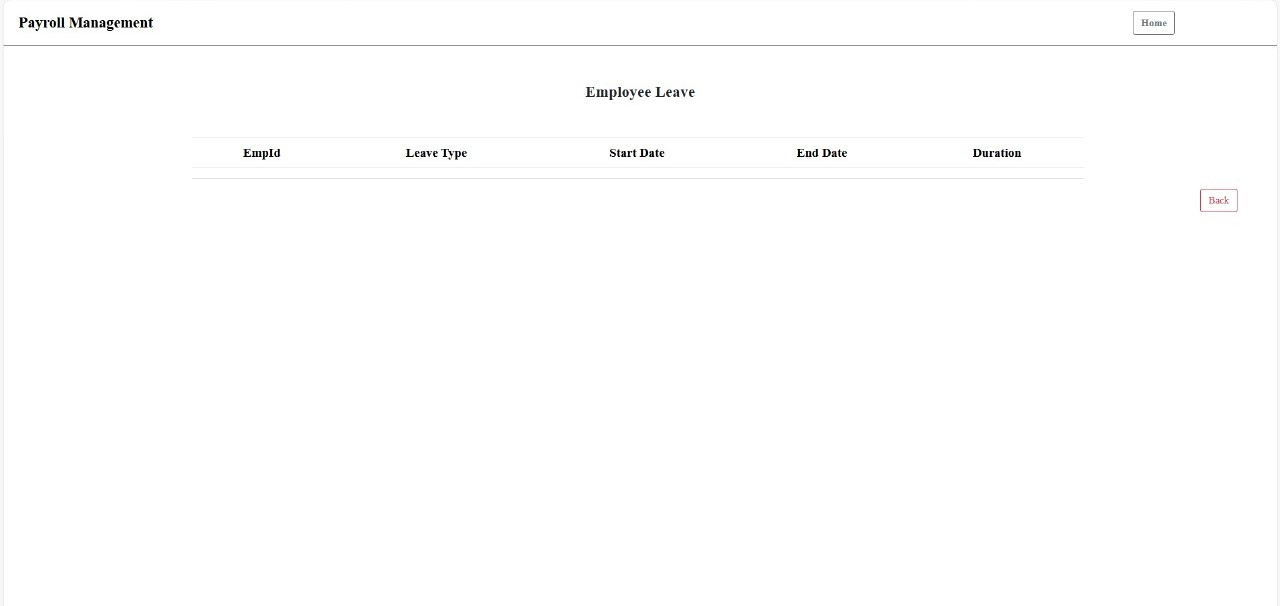 Payroll Management Home
Employee Leave
EmpId Leave Type Start Date End Date Duration
Back